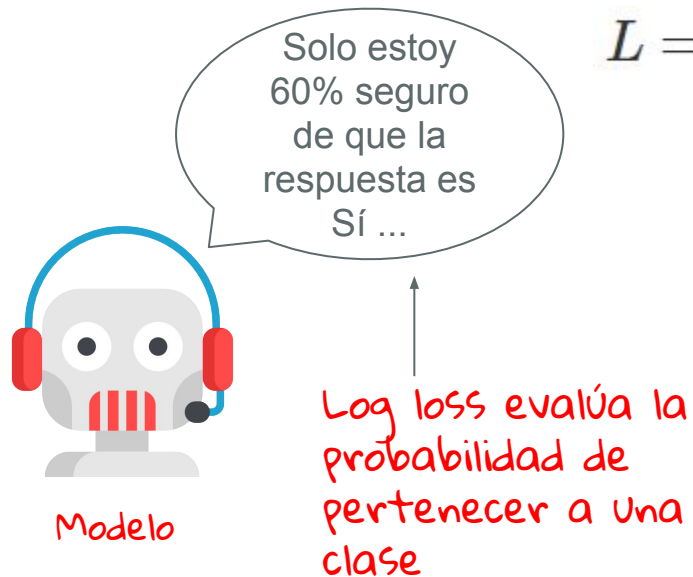 Solo estoy
60% seguro
de que la
respuesta es
Sí ...
L =
Log loss evalúa la
probabilidad de
pertenecer a una
clase
Modelo